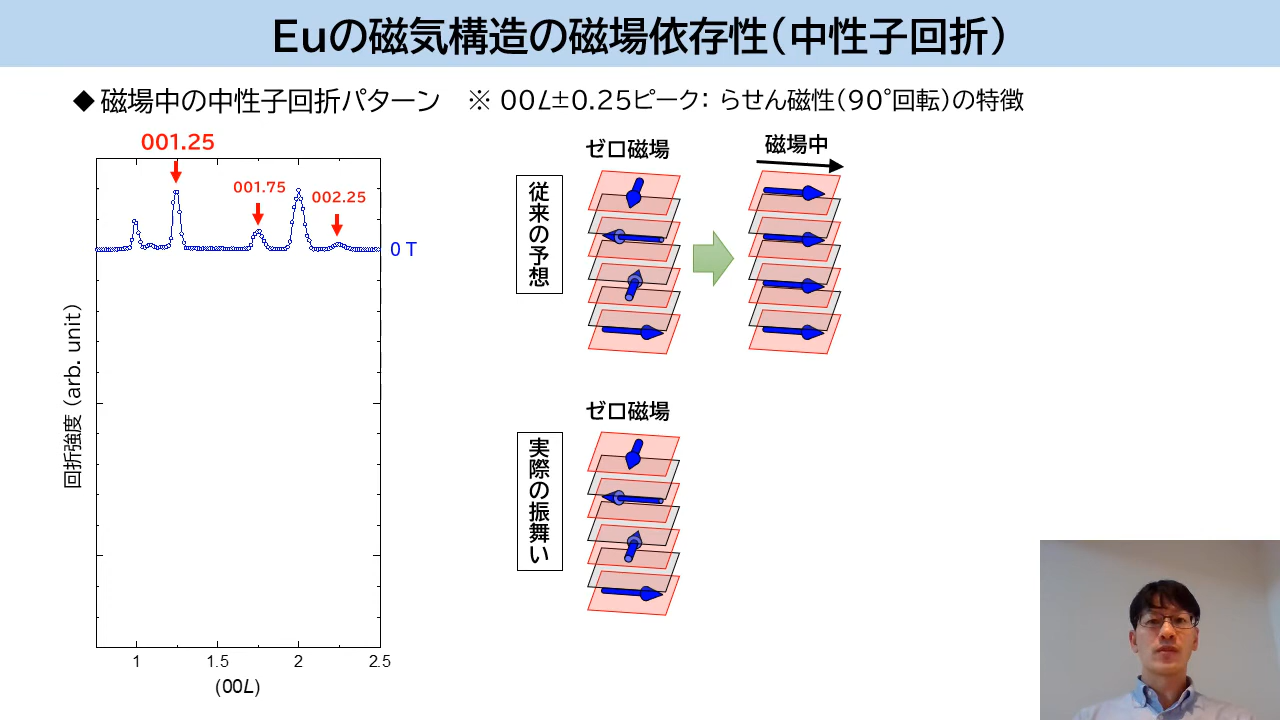 Euの磁気構造の磁場依存性(中性子回折)
◆ 磁場中の中性子回折パターン ※ 00L±0.25ピーク: らせん磁性(90°回転)の特徴
001.25
001.75
002.25
0 T
回折強度 (arb. unit)
1 1.5 2 2.5
(00L)
ゼロ磁場
磁場中
従来の予想
ゼロ磁場
実際の振舞い